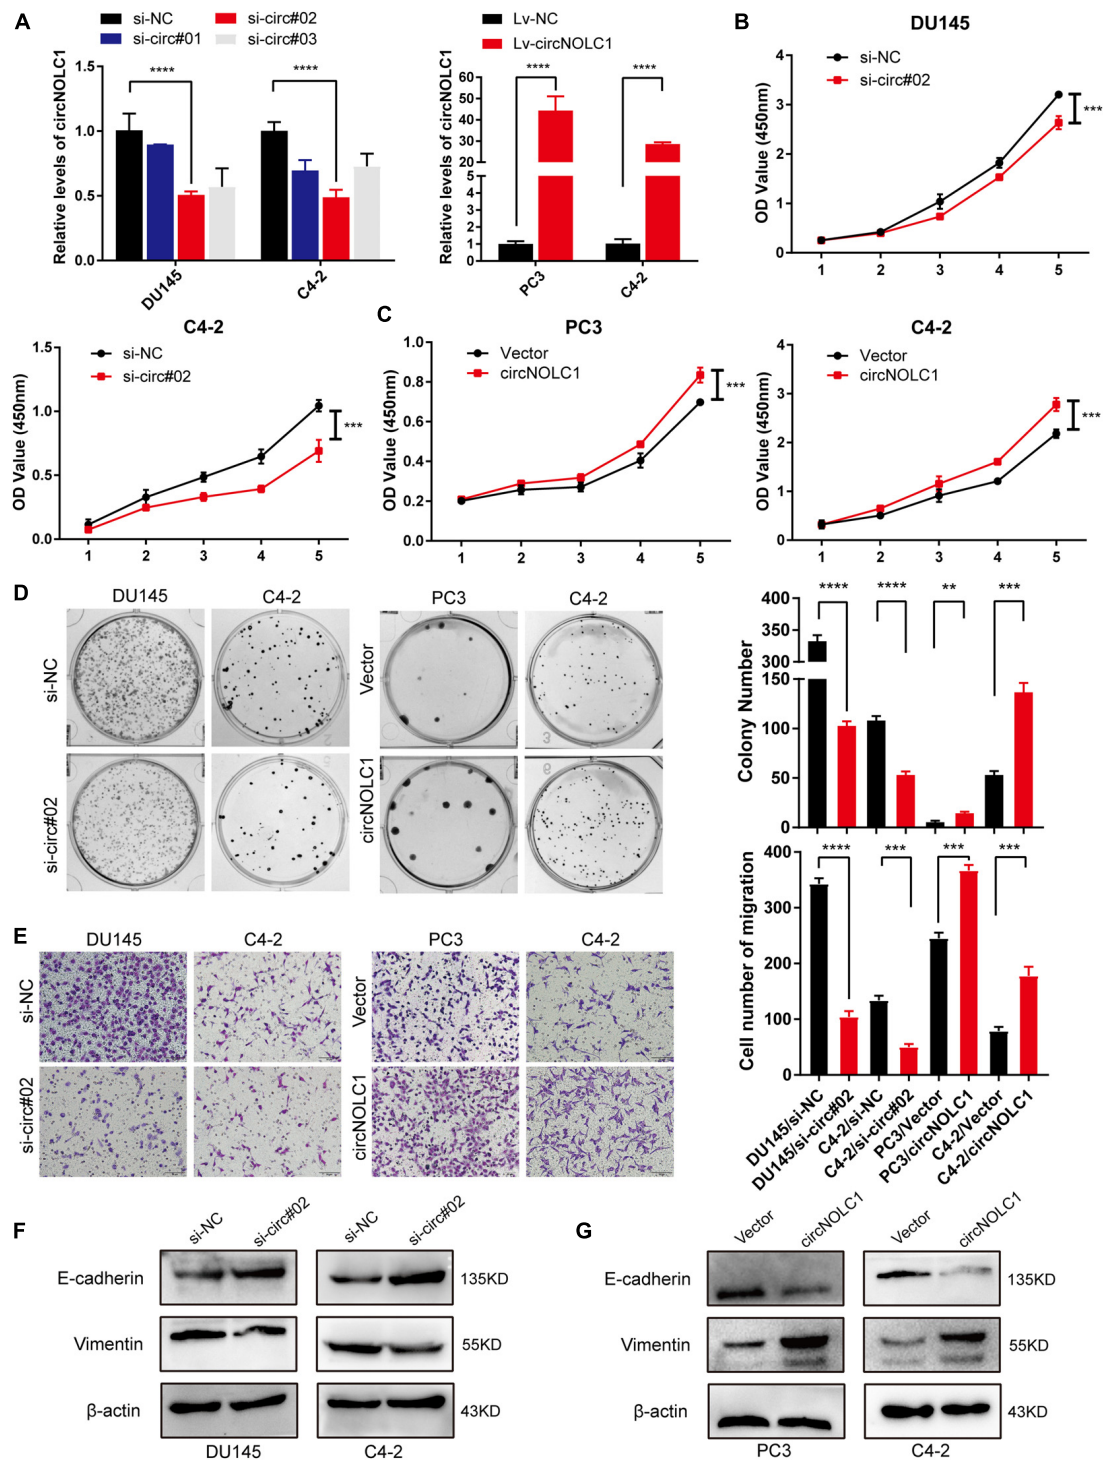 A
si-NC
si-circ#02
si-circ#01
si-circ#03
Relative levels of circNOLC1
1.5
1.0
0.5
0.0
****
****
DU145
C4-2
Lv-NC
Lv-circNOLC1
Relative levels of circNOLC1
60
50
40
30
20
5
4
3
2
1
0
****
****
PC3
C4-2
B
DU145
si-NC
si-circ#02
OD Value (450nm)
4
3
2
1
0
***
1 2 3 4 5
C4-2
si-NC
si-circ#02
OD Value (450nm)
1.5
1.0
0.5
0.0
***
1 2 3 4 5
C
PC3
Vector
circNOLC1
OD Value (450nm)
1.0
0.8
0.6
0.4
0.2
0.0
***
1 2 3 4 5
C4-2
Vector
circNOLC1
OD Value (450nm)
4
3
2
1
0
***
1 2 3 4 5
D
DU145 C4-2 PC3 C4-2
si-NC
Vector
si-circ#02
circNOLC1
Colony Number
400
350
300
150
100
50
0
**** **** ** ***
E
DU145 C4-2 PC3 C4-2
si-NC
Vector
si-circ#02
circNOLC1
Cell number of migration
400
300
200
100
0
**** *** *** ***
DU145/si-NC
DU145/si-circ#02
C4-2/si-NC
C4-2/si-circ#02
PC3/Vector
PC3/circNOLC1
C4-2/Vector
C4-2/circNOLC1
F
si-NC si-circ#02 si-NC si-circ#02
E-cadherin 135KD
Vimentin 55KD
β-actin 43KD
DU145 C4-2
G
Vector circNOLC1 Vector circNOLC1
E-cadherin 135KD
Vimentin 55KD
β-actin 43KD
PC3 C4-2